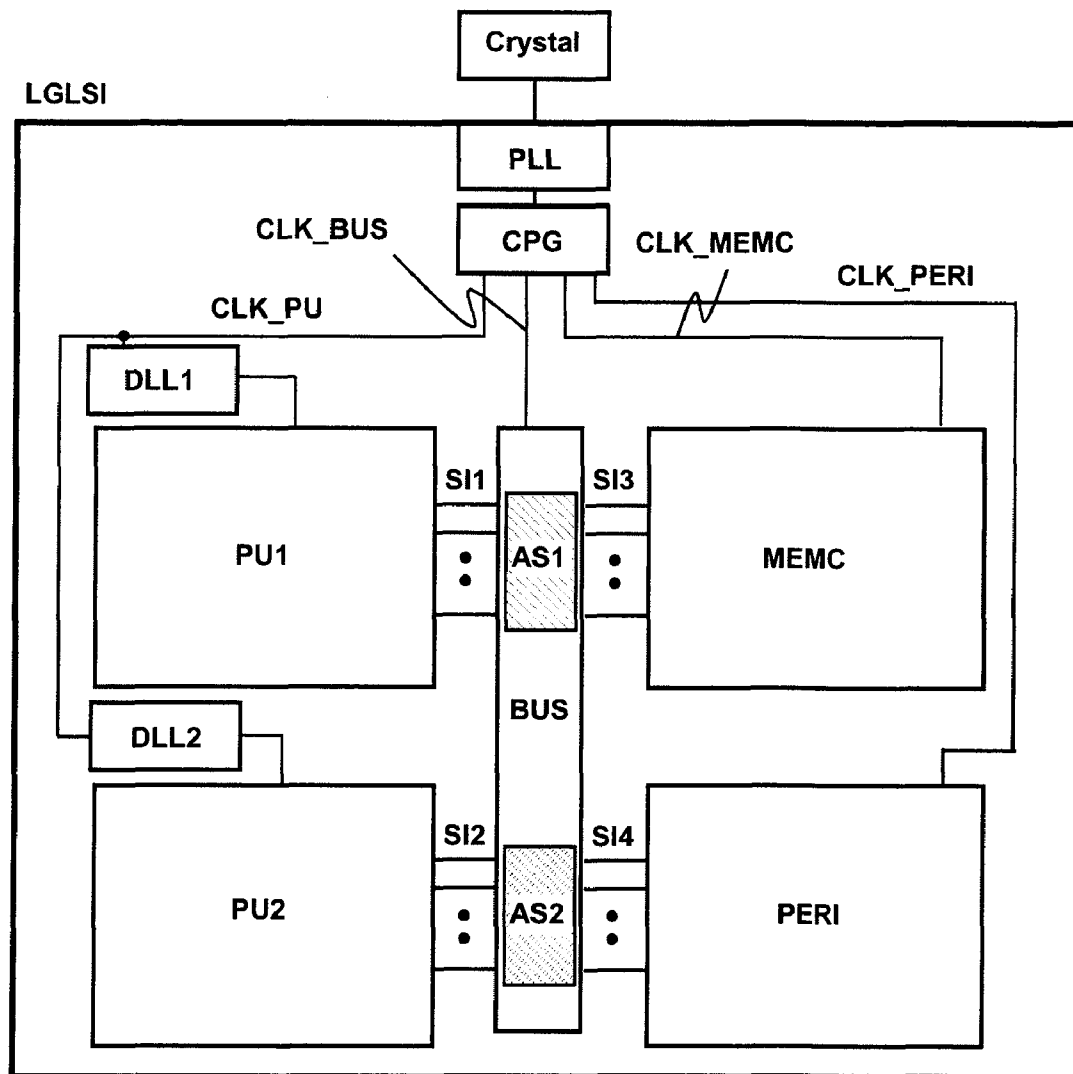 Crystal
LGLSI
PLL
CLK_BUS
CPG
CLK_MEMC
CLK_PERI
CLK_PU
DLL1
SI1
SI3
PU1
AS1
MEMC
BUS
DLL2
SI2
SI4
PU2
AS2
PERI